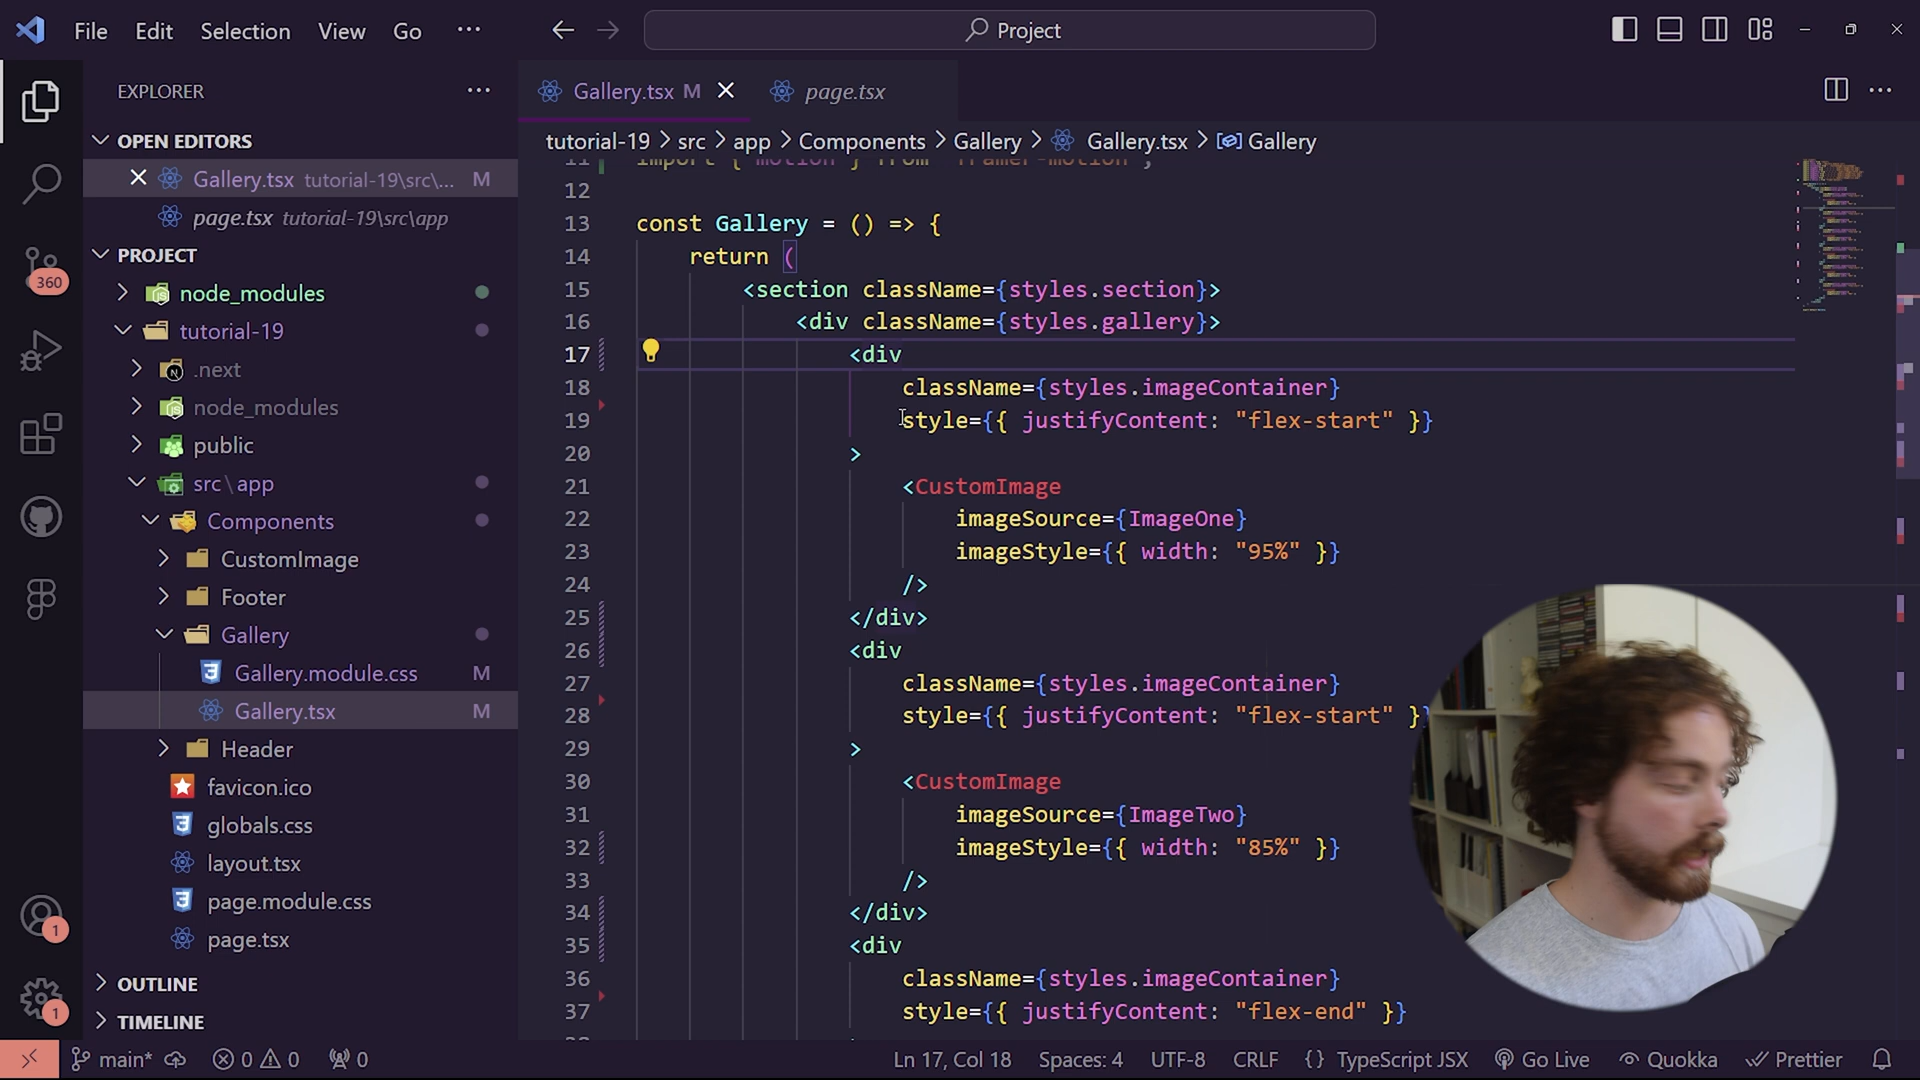 File Edit Selection View Go
Project
EXPLORER
Gallery.tsx M
page.tsx
OPEN EDITORS
tutorial-19 > src > app > Components > Gallery > Gallery.tsx > Gallery
Gallery.tsx tutorial-19\src\... M
page.tsx tutorial-19\src\app
PROJECT
node_modules
tutorial-19
.next
node_modules
public
src\app
Components
CustomImage
Footer
Gallery
Gallery.module.css M
Gallery.tsx M
Header
favicon.ico
globals.css
layout.tsx
page.module.css
page.tsx
OUTLINE
TIMELINE
360
1
1
11 import { motion } from "framer-motion";
12
13 const Gallery = () => {
14 return (
15 <section className={styles.section}>
16 <div className={styles.gallery}>
17 <div
18 className={styles.imageContainer}
19 style={{ justifyContent: "flex-start" }}
20 >
21 <CustomImage
22 imageSource={ImageOne}
23 imageStyle={{ width: "95%" }}
24 />
25 </div>
26 <div
27 className={styles.imageContainer}
28 style={{ justifyContent: "flex-start" }
29 >
30 <CustomImage
31 imageSource={ImageTwo}
32 imageStyle={{ width: "85%" }}
33 />
34 </div>
35 <div
36 className={styles.imageContainer}
37 style={{ justifyContent: "flex-end" }}
main* 0 0 0 Ln 17, Col 18 Spaces: 4 UTF-8 CRLF {} TypeScript JSX Go Live Quokka Prettier